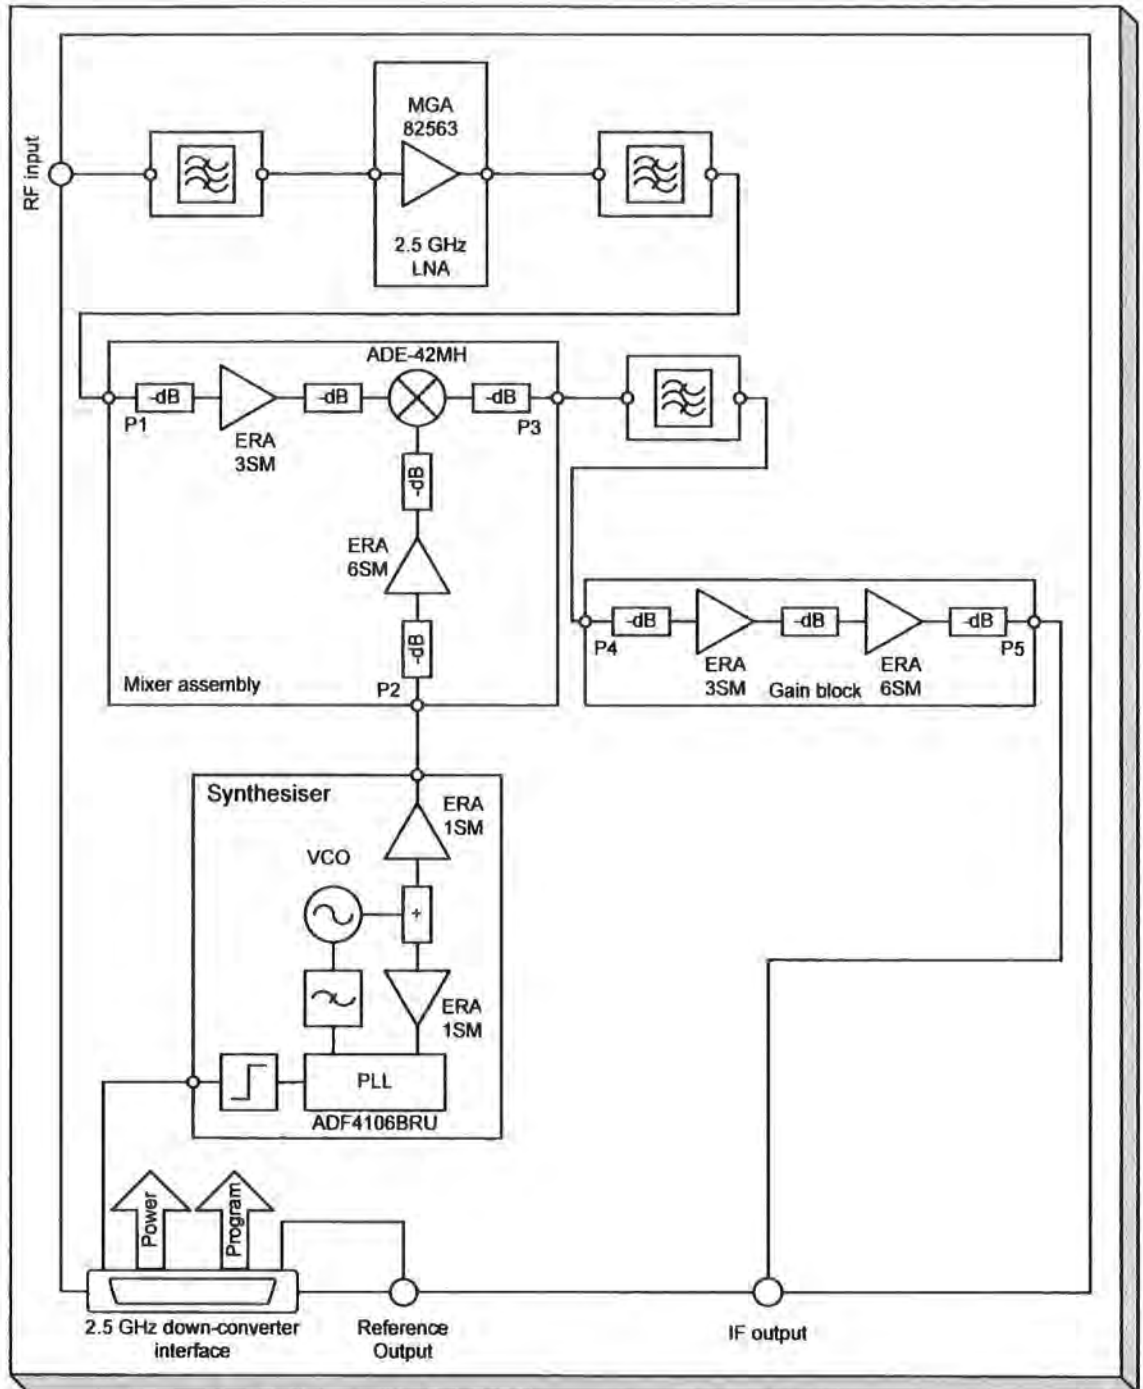 RF input
MGA
82563
2.5 GHz
LNA
ADE-42MH
-dB
-dB
-dB
P1
P3
ERA
3SM
-dB
ERA
6SM
-dB
P2
Mixer assembly
-dB
-dB
-dB
P4
P5
ERA
3SM
Gain block
ERA
6SM
Synthesiser
ERA
1SM
VCO
÷
ERA
1SM
PLL
ADF4106BRU
Power
Program
2.5 GHz down-converter
interface
Reference
Output
IF output